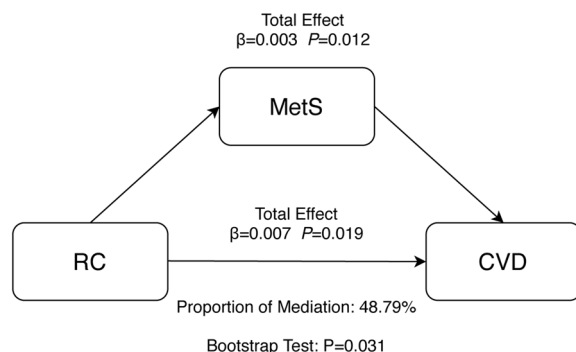 Total Effect
β=0.003 P=0.012
MetS
Total Effect
β=0.007 P=0.019
RC
CVD
Proportion of Mediation: 48.79%
Bootstrap Test: P=0.031